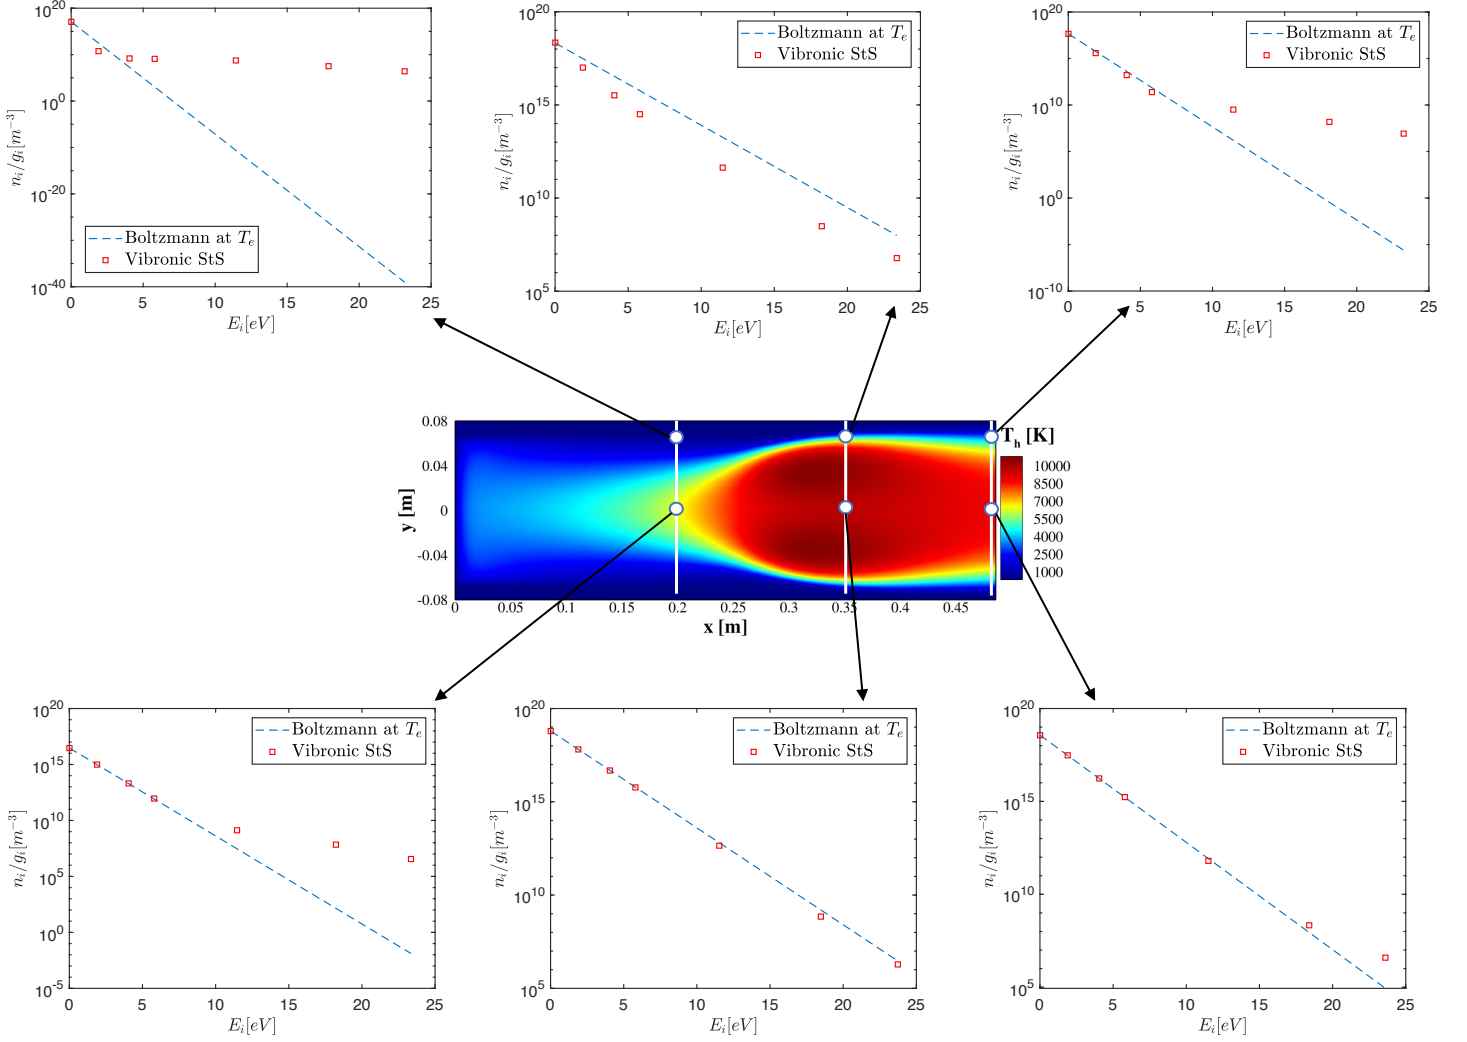 10^20
10^0
10^-20
10^-40
n_i/g_i[m^-3]
0 5 10 15 20 25
E_i[eV]
Boltzmann at T_e
Vibronic StS
10^20
10^15
10^10
10^5
n_i/g_i[m^-3]
0 5 10 15 20
E_i[eV]
Boltzmann at T_e
Vibronic StS
10^20
10^10
10^0
10^-10
n_i/g_i[m^-3]
0 5 10 15 20 25
E_i[eV]
Boltzmann at T_e
Vibronic StS
0.08
0.04
0
-0.04
-0.08
y [m]
0 0.05 0.1 0.15 0.2 0.25 0.3 0.35 0.4 0.45
x [m]
T_h [K]
10000
8500
7000
5500
4000
2500
1000
10^20
10^15
10^10
10^5
10^0
10^-5
n_i/g_i[m^-3]
0 5 10 15 20 25
E_i[eV]
Boltzmann at T_e
Vibronic StS
10^20
10^15
10^10
10^5
n_i/g_i[m^-3]
0 5 10 15 20 25
E_i[eV]
Boltzmann at T_e
Vibronic StS
10^20
10^15
10^10
10^5
n_i/g_i[m^-3]
0 5 10 15 20 25
E_i[eV]
Boltzmann at T_e
Vibronic StS